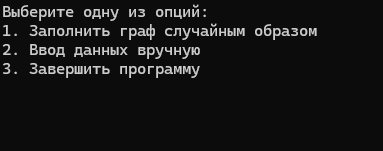 Выберите одну из опций:
1. Заполнить граф случайным образом
2. Ввод данных вручную
3. Завершить программу